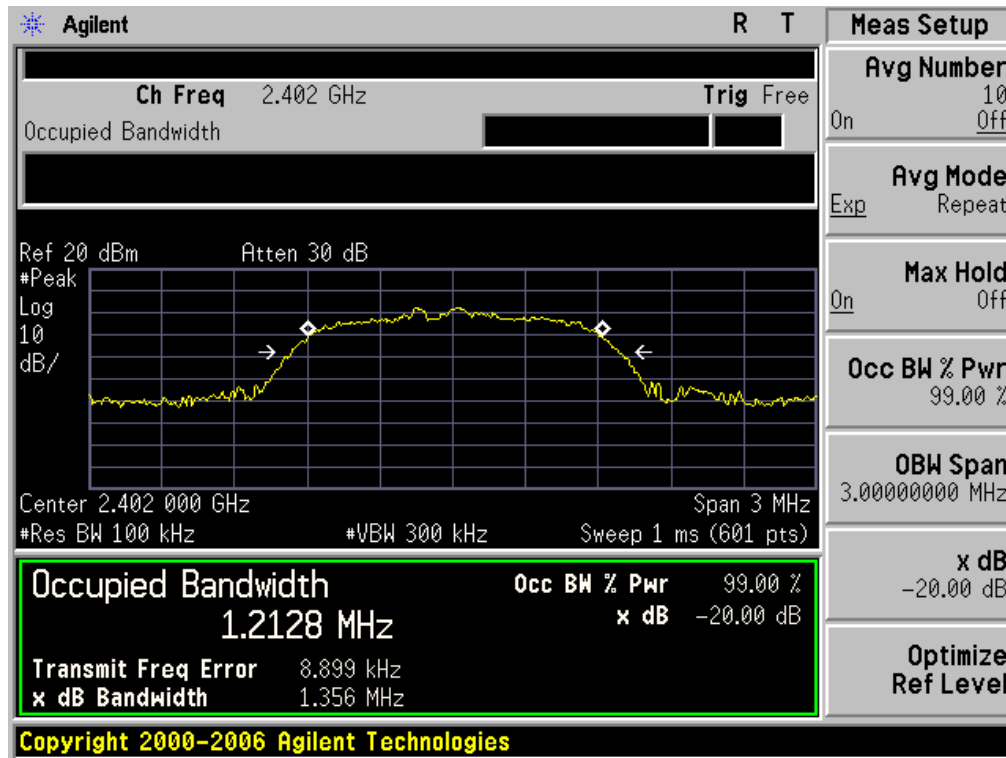 Agilent R T Meas Setup
Ch Freq 2.402 GHz Trig Free
Occupied Bandwidth
Ref 20 dBm Atten 30 dB
#Peak
Log
10
dB/
Center 2.402 000 GHz Span 3 MHz
#Res BW 100 kHz #VBW 300 kHz Sweep 1 ms (601 pts)
Occupied Bandwidth Occ BW % Pwr 99.00 %
1.2128 MHz x dB -20.00 dB
Transmit Freq Error 8.899 kHz
x dB Bandwidth 1.356 MHz
Copyright 2000-2006 Agilent Technologies
Avg Number
10
On Off
Avg Mode
Exp Repeat
Max Hold
On Off
Occ BW % Pwr
99.00 %
OBW Span
3.00000000 MHz
x dB
-20.00 dB
Optimize
Ref Level